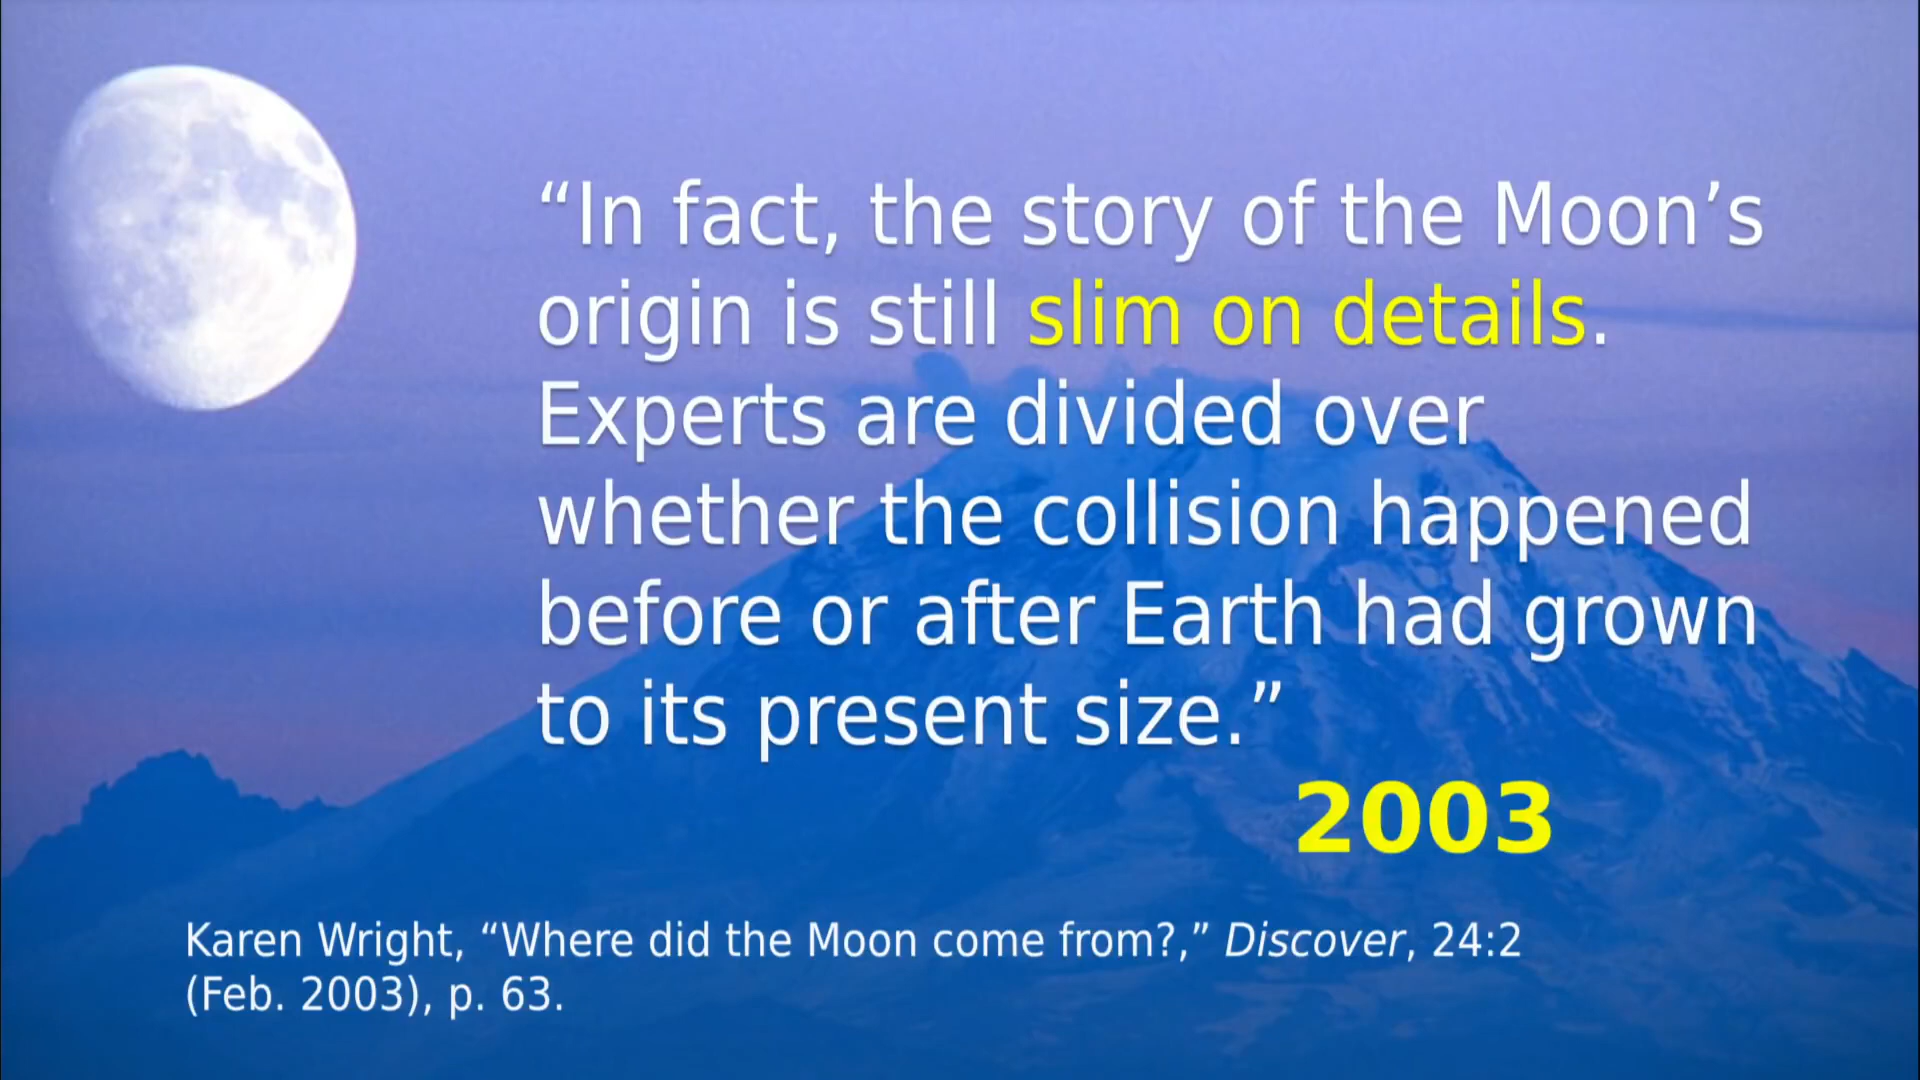 “In fact, the story of the Moon’s
origin is still slim on details.
Experts are divided over
whether the collision happened
before or after Earth had grown
to its present size.”
2003
Karen Wright, “Where did the Moon come from?,” Discover, 24:2
(Feb. 2003), p. 63.